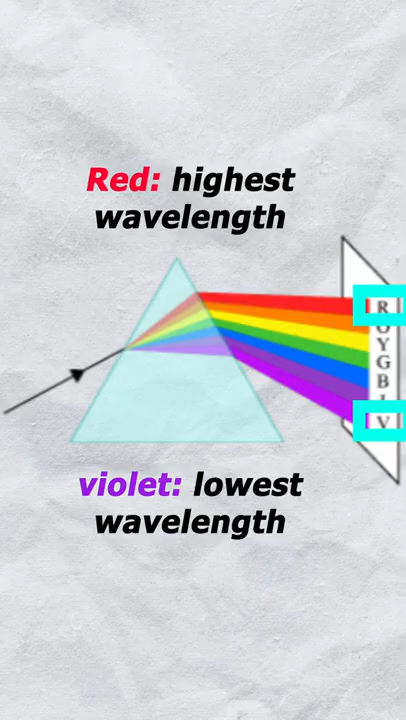 Red: highest
wavelength
R
O
Y
G
B
I
V
violet: lowest
wavelength